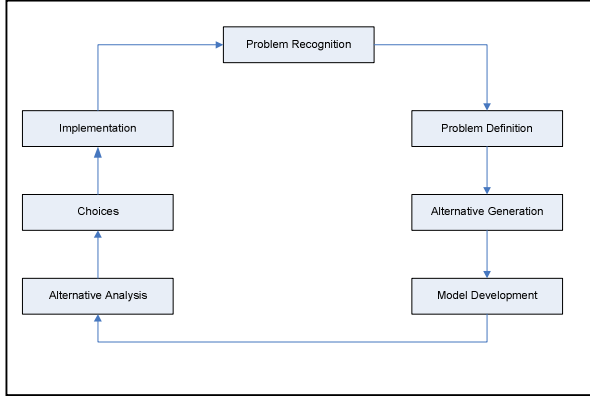 Problem Recognition
Problem Definition
Alternative Generation
Model Development
Alternative Analysis
Choices
Implementation